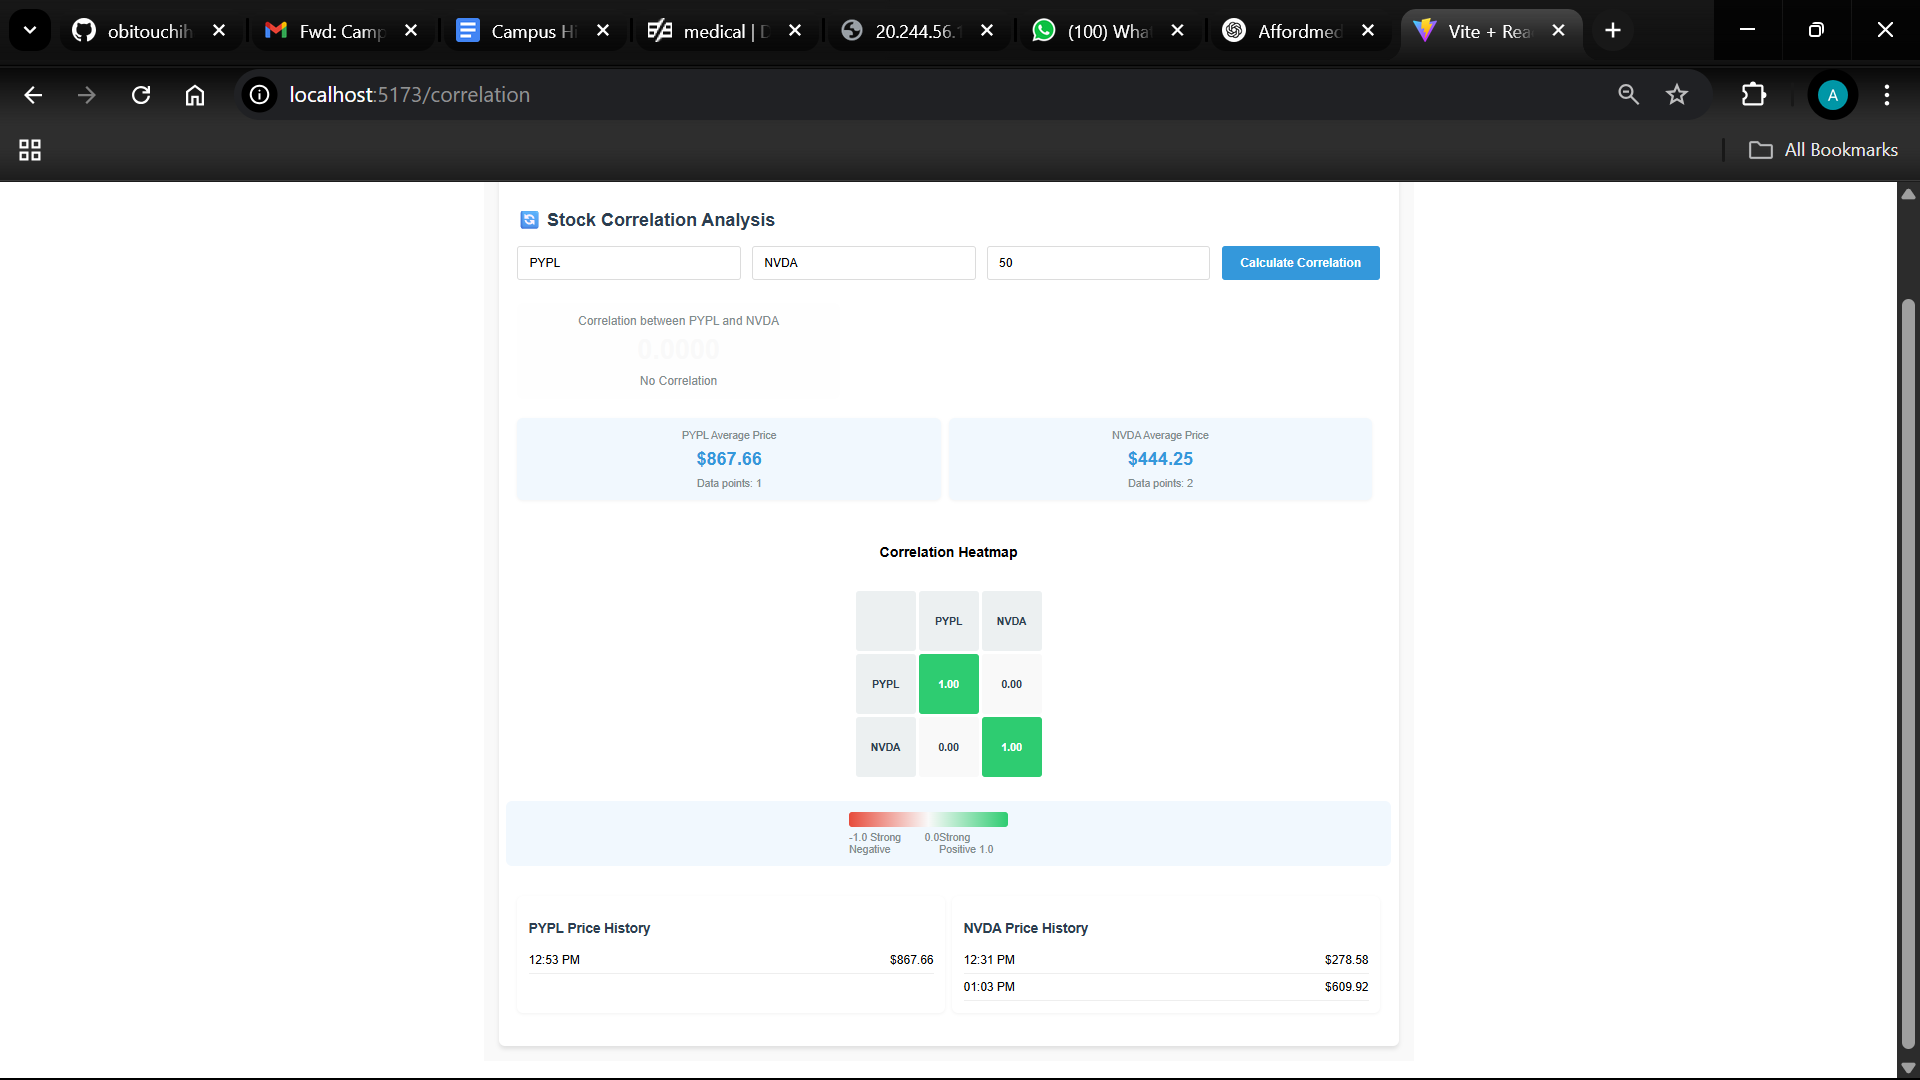 obitouchih
Fwd: Camp
Campus Hi
medical | D
20.244.56.1
(100) What
Affordmed
Vite + Rea
localhost:5173/correlation
A
All Bookmarks
Stock Correlation Analysis
PYPL
NVDA
50
Calculate Correlation
Correlation between PYPL and NVDA
0.0000
No Correlation
PYPL Average Price
$867.66
Data points: 1
NVDA Average Price
$444.25
Data points: 2
Correlation Heatmap
PYPL NVDA
PYPL 1.00 0.00
NVDA 0.00 1.00
-1.0 Strong Negative
0.0
Strong Positive 1.0
PYPL Price History
12:53 PM $867.66
NVDA Price History
12:31 PM $278.58
01:03 PM $609.92